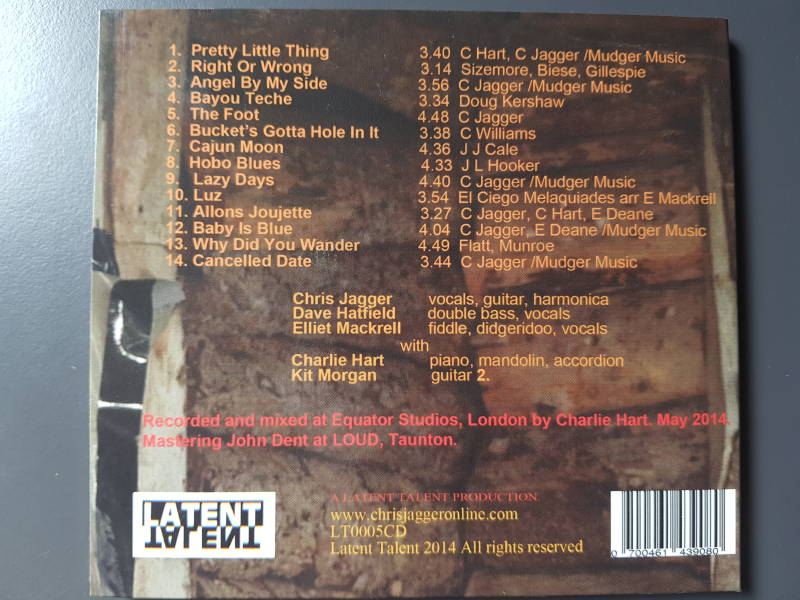 1. Pretty Little Thing 3.40 C Hart, C Jagger /Mudger Music
2. Right Or Wrong 3.14 Sizemore, Biese, Gillespie
3. Angel By My Side 3.56 C Jagger /Mudger Music
4. Bayou Teche 3.34 Doug Kershaw
5. The Foot 4.48 C Jagger
6. Bucket's Gotta Hole In It 3.38 C Williams
7. Cajun Moon 4.36 J J Cale
8. Hobo Blues 4.33 J L Hooker
9. Lazy Days 4.40 C Jagger /Mudger Music
10. Luz 3.54 El Ciego Melaquiades arr E Mackrell
11. Allons Joujette 3.27 C Jagger, C Hart, E Deane
12. Baby Is Blue 4.04 C Jagger, E Deane /Mudger Music
13. Why Did You Wander 4.49 Flatt, Munroe
14. Cancelled Date 3.44 C Jagger /Mudger Music
Chris Jagger vocals, guitar, harmonica
Dave Hatfield double bass, vocals
Elliet Mackrell fiddle, didgeridoo, vocals
with
Charlie Hart piano, mandolin, accordion
Kit Morgan guitar 2.
Recorded and mixed at Equator Studios, London by Charlie Hart. May 2014.
Mastering John Dent at LOUD, Taunton.
LATENT
TALENT
A LATENT TALENT PRODUCTION
www.chrisjaggeronline.com
LT0005CD
Latent Talent 2014 All rights reserved
0 700461 439080